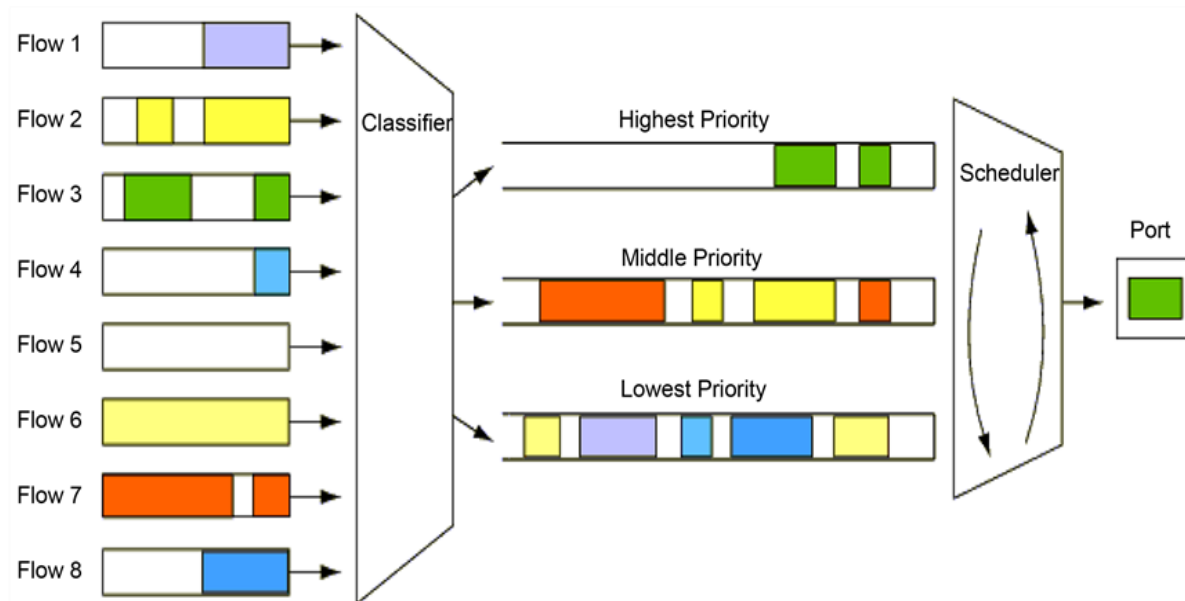 Flow 1
Flow 2
Flow 3
Flow 4
Flow 5
Flow 6
Flow 7
Flow 8
Classifier
Highest Priority
Middle Priority
Lowest Priority
Scheduler
Port